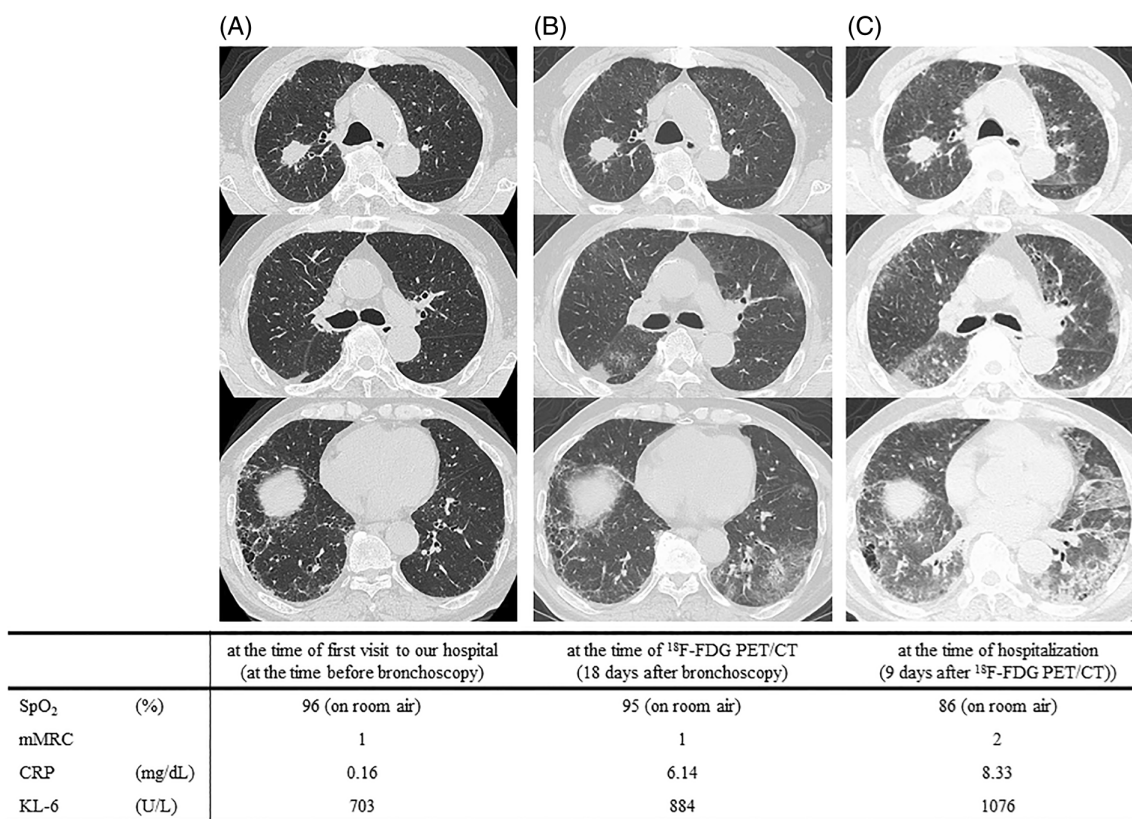 (A) (B) (C)
at the time of first visit to our hospital at the time of ¹⁸F-FDG PET/CT at the time of hospitalization
(at the time before bronchoscopy) (18 days after bronchoscopy) (9 days after ¹⁸F-FDG PET/CT))
SpO₂ (%) 96 (on room air) 95 (on room air) 86 (on room air)
mMRC 1 1 2
CRP (mg/dL) 0.16 6.14 8.33
KL-6 (U/L) 703 884 1076